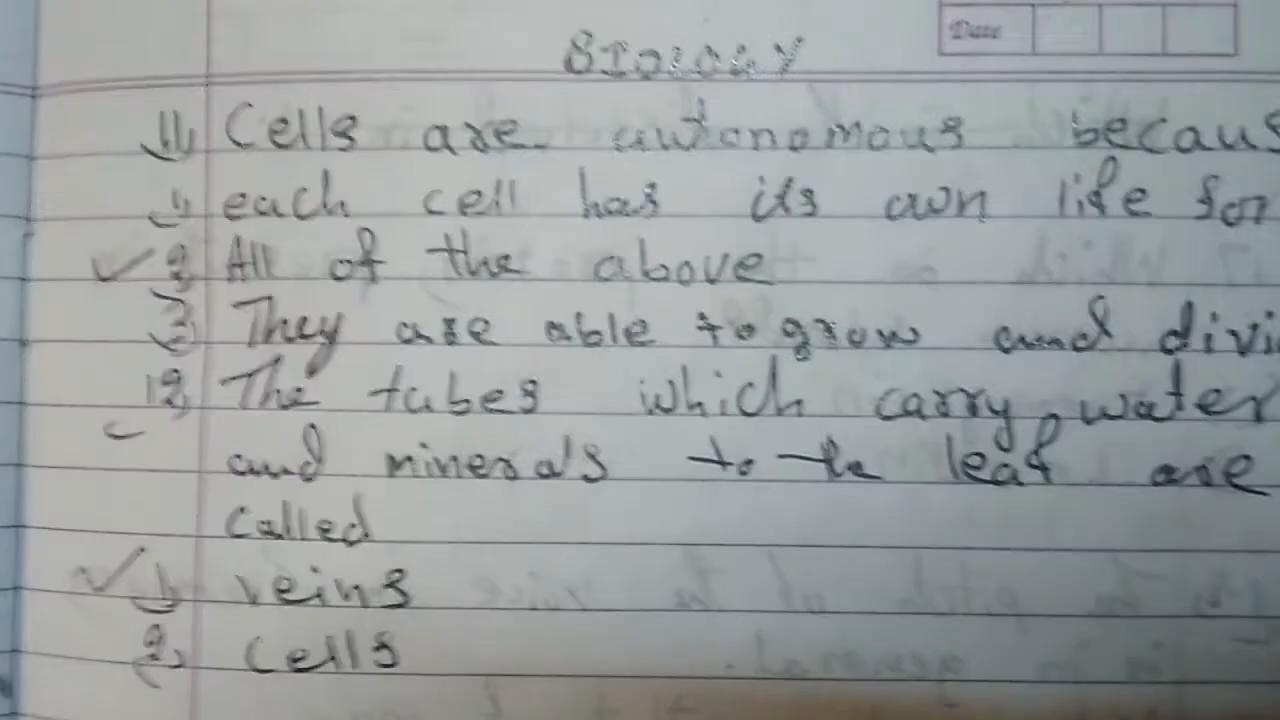 Date
BIOLOGY
11, Cells are autonomous becaus
1, each cell has its own life for
2, All of the above
3, They are able to grow and divi
12, The tubes which carry water
and minerals to the leaf are
called
1, veins
2, cells